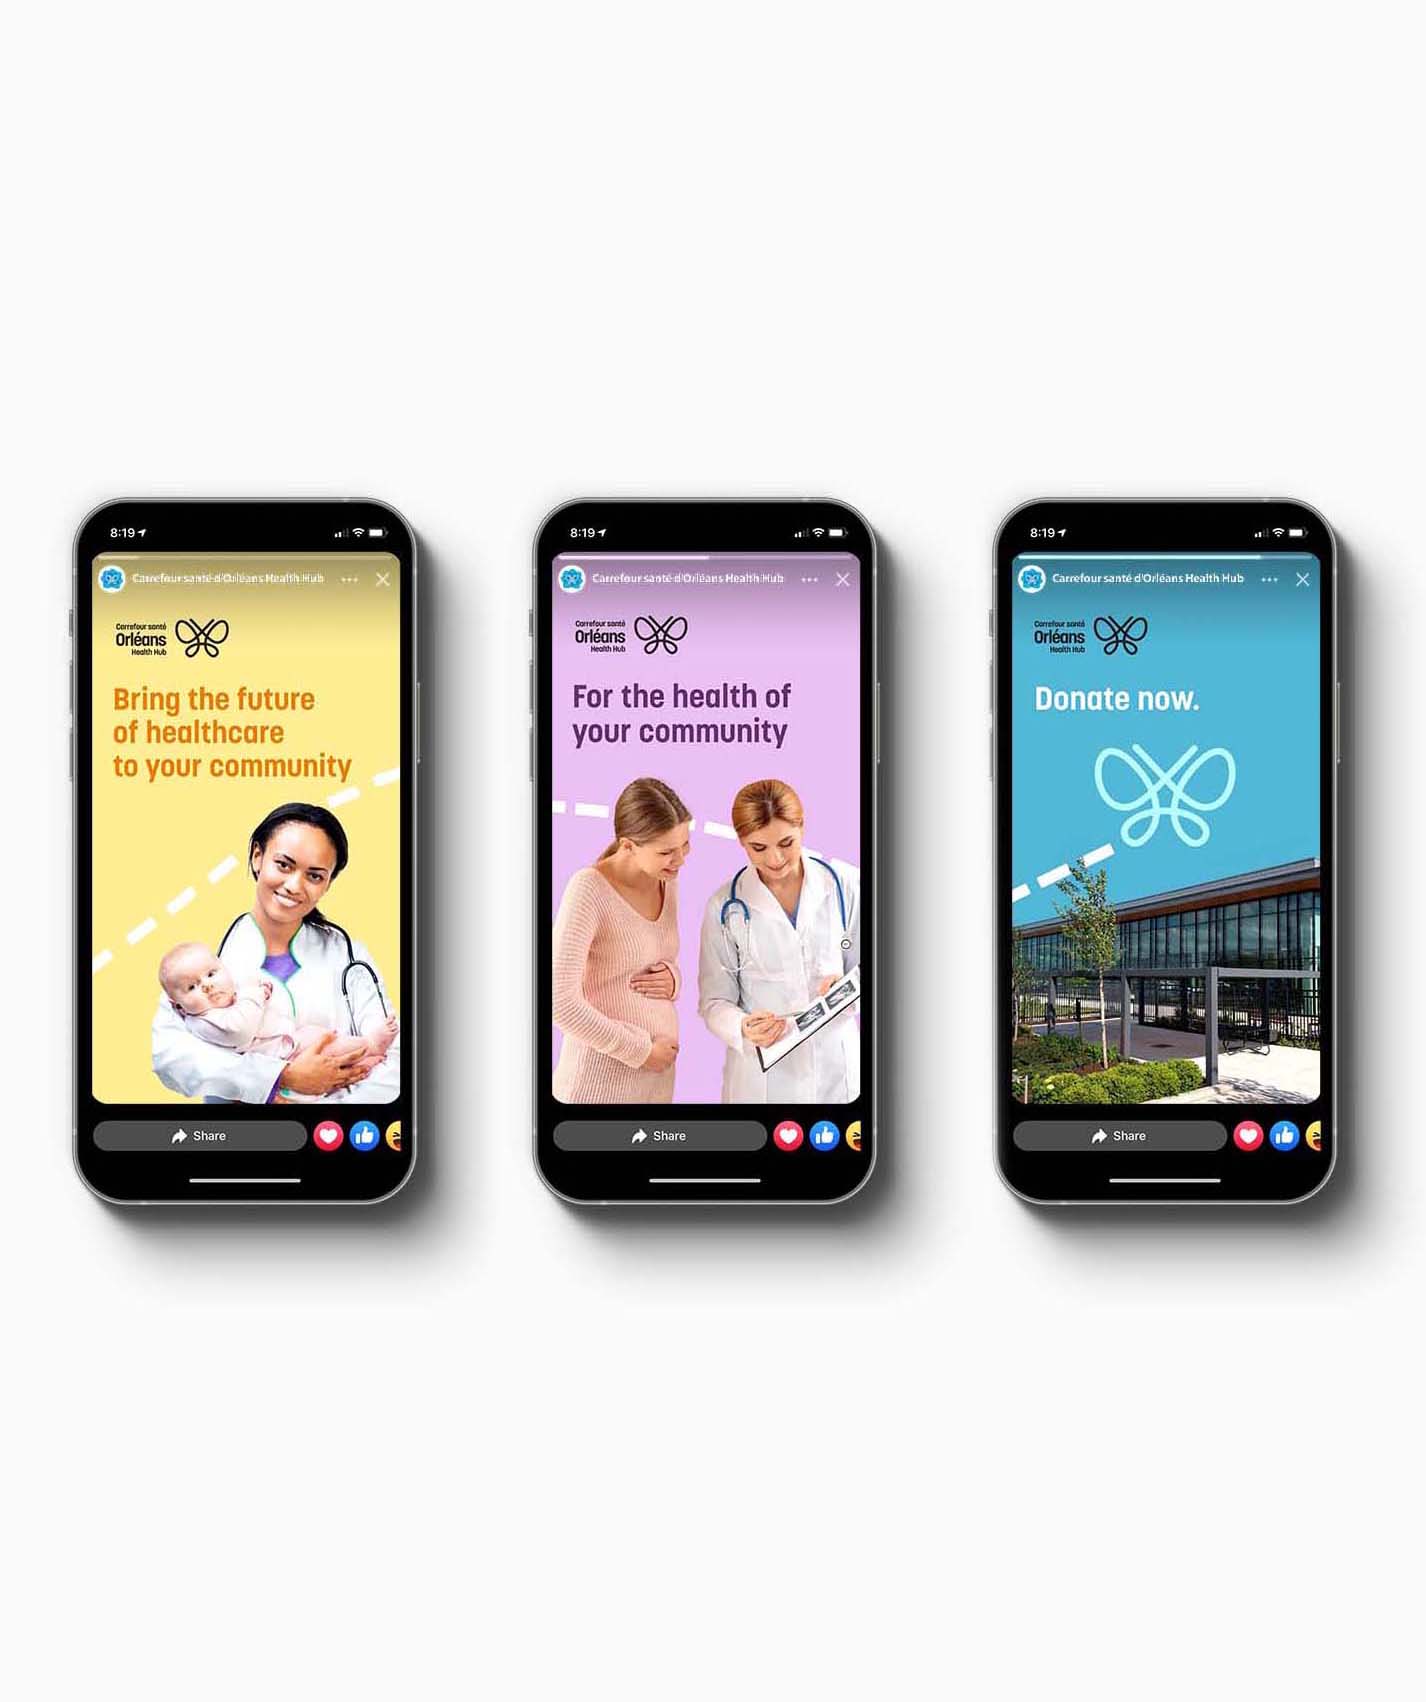 8:19
Carrefour santé d'Orléans Health Hub
Carrefour santé
Orléans
Health Hub
Bring the future
of healthcare
to your community
Share
8:19
Carrefour santé d'Orléans Health Hub
Carrefour santé
Orléans
Health Hub
For the health of
your community
Share
8:19
Carrefour santé d'Orléans Health Hub
Carrefour santé
Orléans
Health Hub
Donate now.
Share